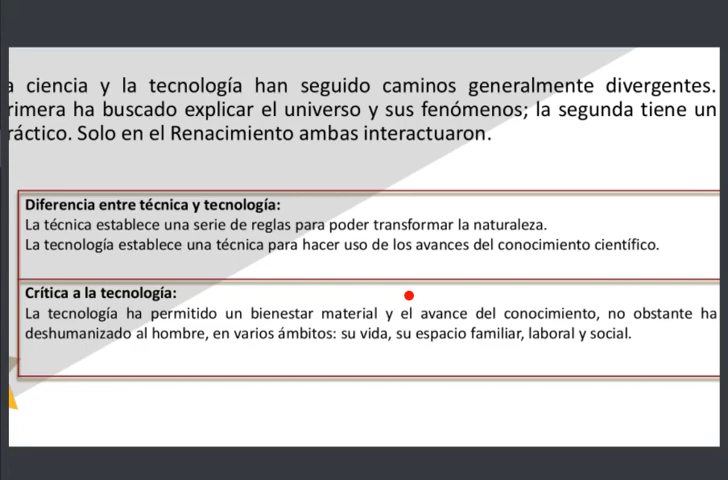 a ciencia y la tecnología han seguido caminos generalmente divergentes.
rimera ha buscado explicar el universo y sus fenómenos; la segunda tiene un
ráctico. Solo en el Renacimiento ambas interactuaron.
Diferencia entre técnica y tecnología:
La técnica establece una serie de reglas para poder transformar la naturaleza.
La tecnología establece una técnica para hacer uso de los avances del conocimiento científico.
Crítica a la tecnología:
La tecnología ha permitido un bienestar material y el avance del conocimiento, no obstante ha
deshumanizado al hombre, en varios ámbitos: su vida, su espacio familiar, laboral y social.